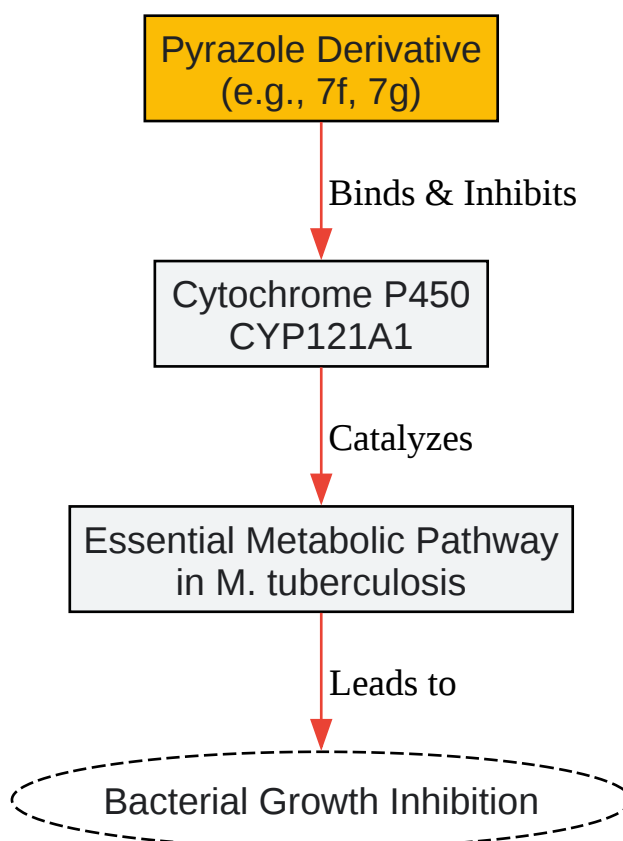 Pyrazole Derivative
(e.g., 7f, 7g)
Binds & Inhibits
Cytochrome P450
CYP121A1
Catalyzes
Essential Metabolic Pathway
in M. tuberculosis
Leads to
Bacterial Growth Inhibition